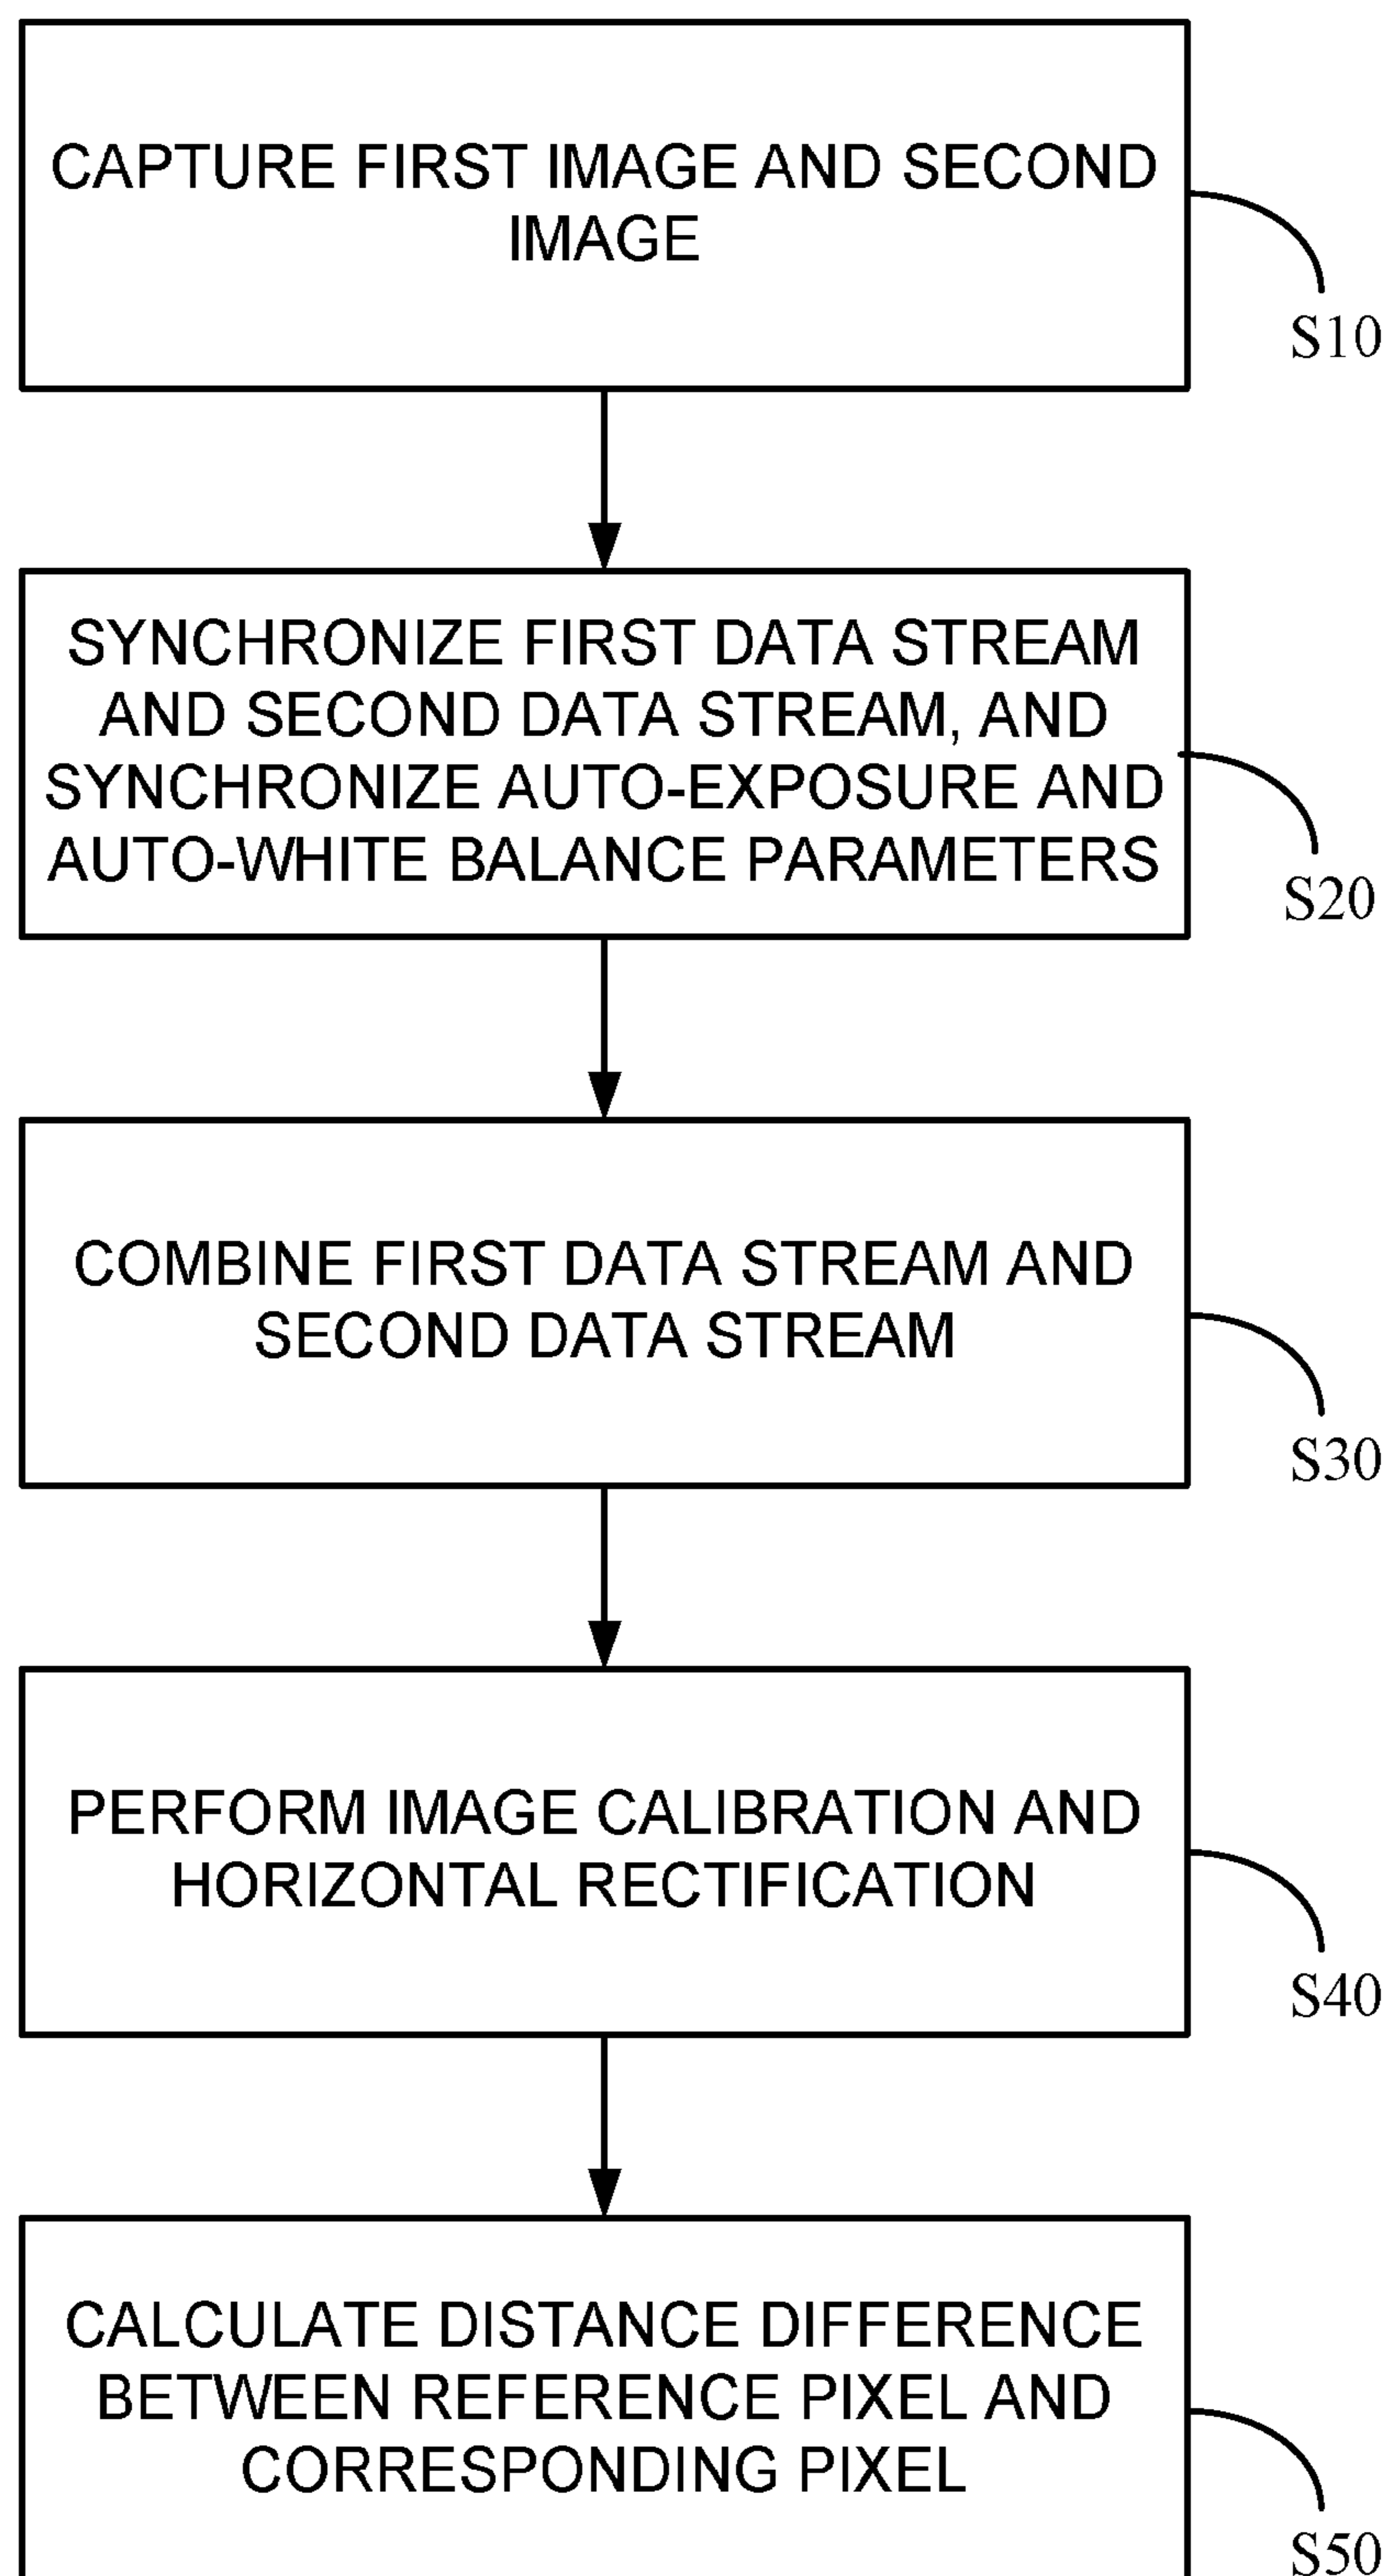 CAPTURE FIRST IMAGE AND SECOND
IMAGE
S10
SYNCHRONIZE FIRST DATA STREAM
AND SECOND DATA STREAM, AND
SYNCHRONIZE AUTO-EXPOSURE AND
AUTO-WHITE BALANCE PARAMETERS
S20
COMBINE FIRST DATA STREAM AND
SECOND DATA STREAM
S30
PERFORM IMAGE CALIBRATION AND
HORIZONTAL RECTIFICATION
S40
CALCULATE DISTANCE DIFFERENCE
BETWEEN REFERENCE PIXEL AND
CORRESPONDING PIXEL
S50